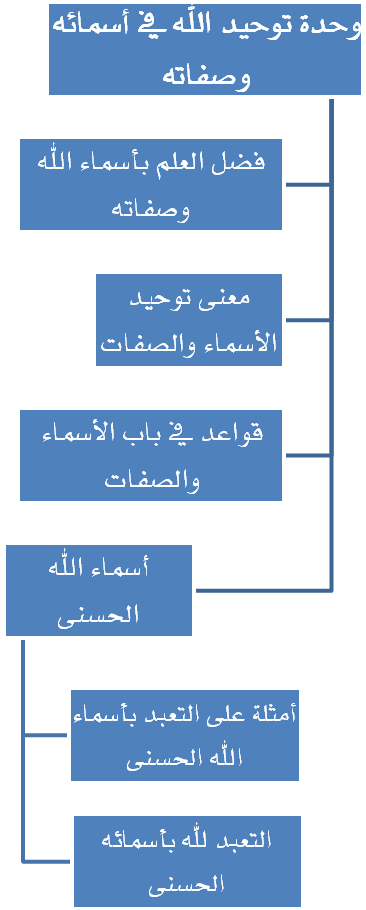 وحدة توحيد الله في أسمائه
وصفاته
فضل العلم بأسماء الله
وصفاته
معنى توحيد
الأسماء والصفات
قواعد في باب الأسماء
والصفات
أسماء الله
الحسنى
أمثلة على التعبد بأسماء
الله الحسنى
التعبد لله بأسمائه
الحسنى